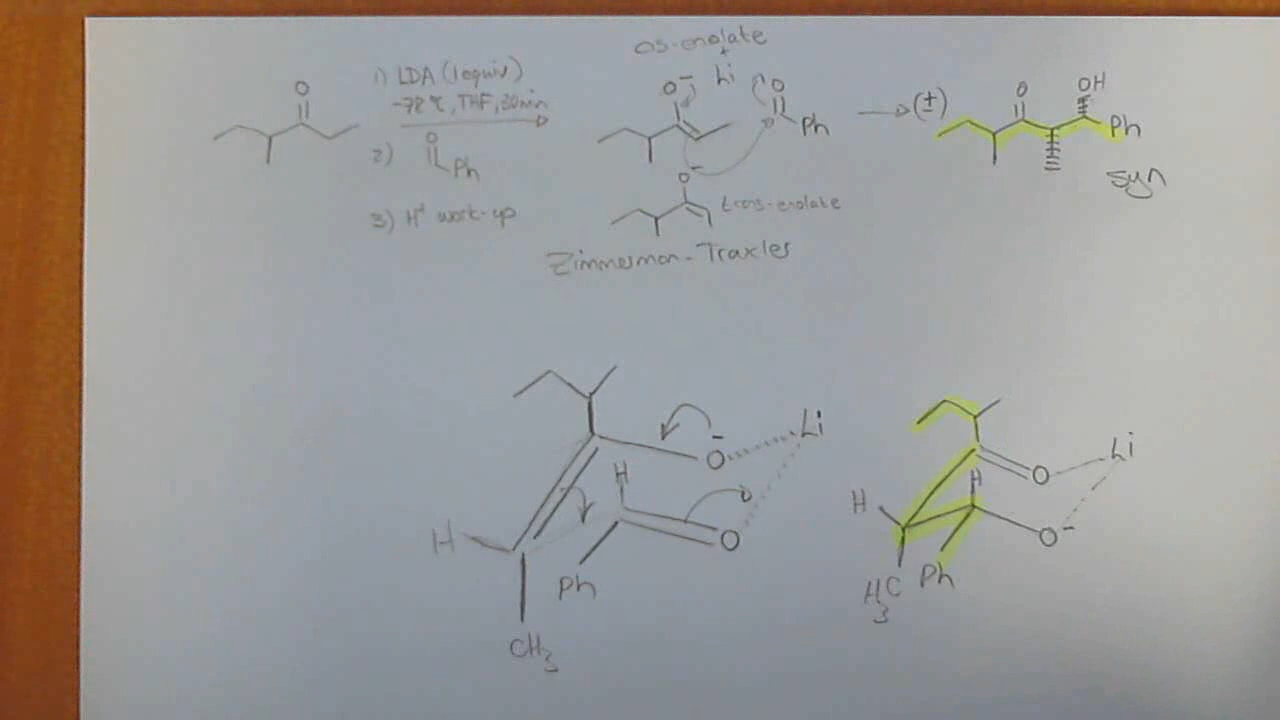 cis-enolate
1) LDA (1equiv)
-78°C, THF, 30min
2) O
Ph
3) H+ work-up
O
O- Li+ O
Ph
(±)
O OH
Ph
syn
O-
trans-enolate
Zimmerman-Traxler
Li
O-
H
H
O
Ph
CH3
Li
O
H
H
O-
H3C Ph